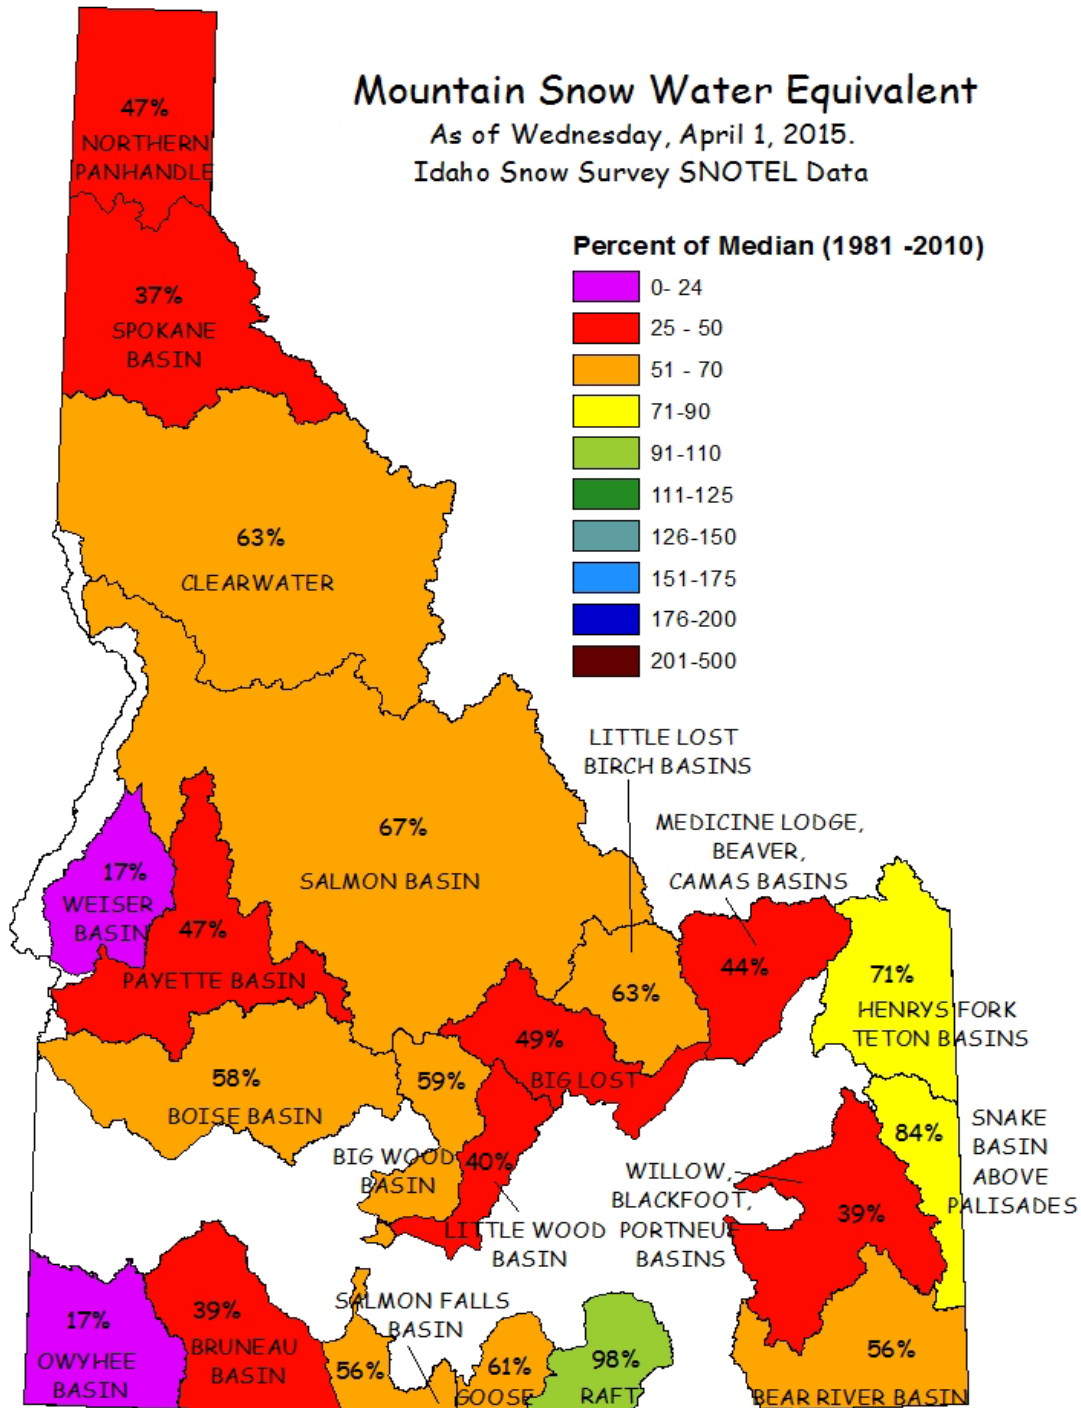 Mountain Snow Water Equivalent
As of Wednesday, April 1, 2015.
Idaho Snow Survey SNOTEL Data
Percent of Median (1981 -2010)
0- 24
25 - 50
51 - 70
71-90
91-110
111-125
126-150
151-175
176-200
201-500
47%
NORTHERN
PANHANDLE
37%
SPOKANE
BASIN
63%
CLEARWATER
67%
SALMON BASIN
17%
WEISER
BASIN
47%
PAYETTE BASIN
LITTLE LOST
BIRCH BASINS
63%
MEDICINE LODGE,
BEAVER,
CAMAS BASINS
44%
71%
HENRYS FORK
TETON BASINS
49%
BIG LOST
58%
BOISE BASIN
59%
BIG WOOD
BASIN
40%
LITTLE WOOD
BASIN
84%
SNAKE
BASIN
ABOVE
PALISADES
WILLOW,
BLACKFOOT,
PORTNEUF
BASINS
39%
17%
OWYHEE
BASIN
39%
BRUNEAU
BASIN
SALMON FALLS
BASIN
56%
61%
GOOSE
98%
RAFT
56%
BEAR RIVER BASIN